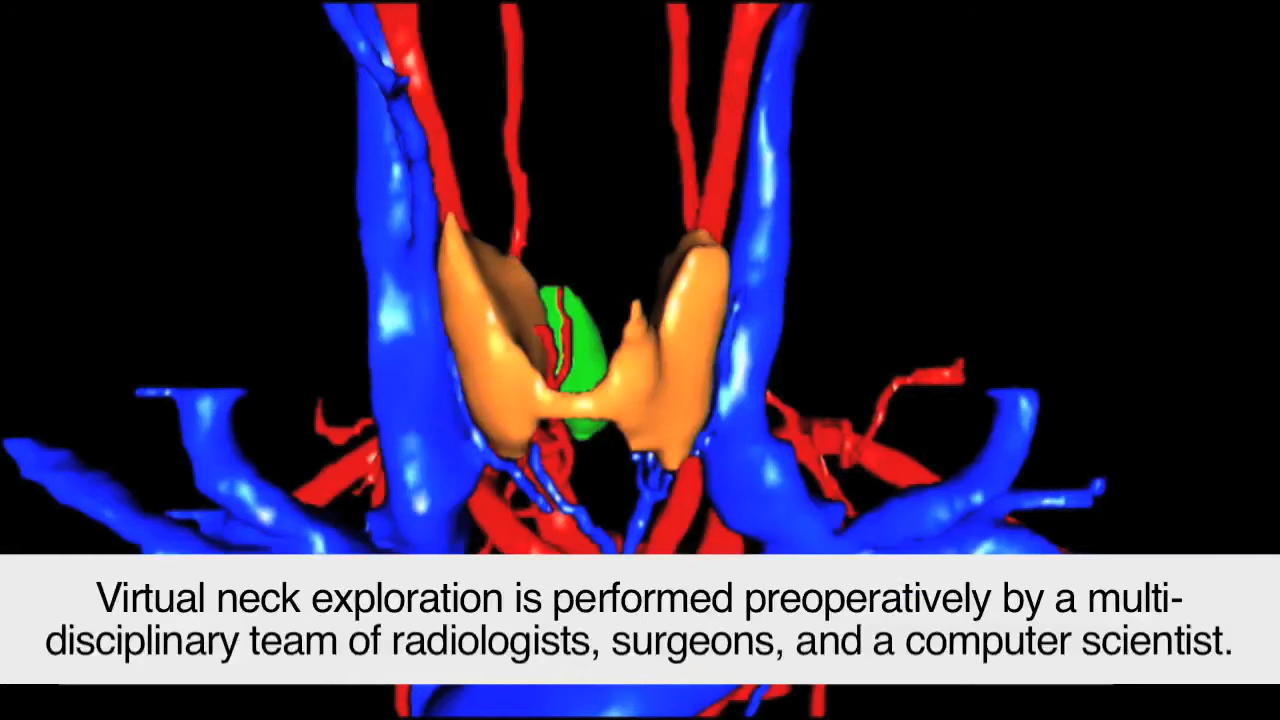 Virtual neck exploration is performed preoperatively by a multi-
disciplinary team of radiologists, surgeons, and a computer scientist.